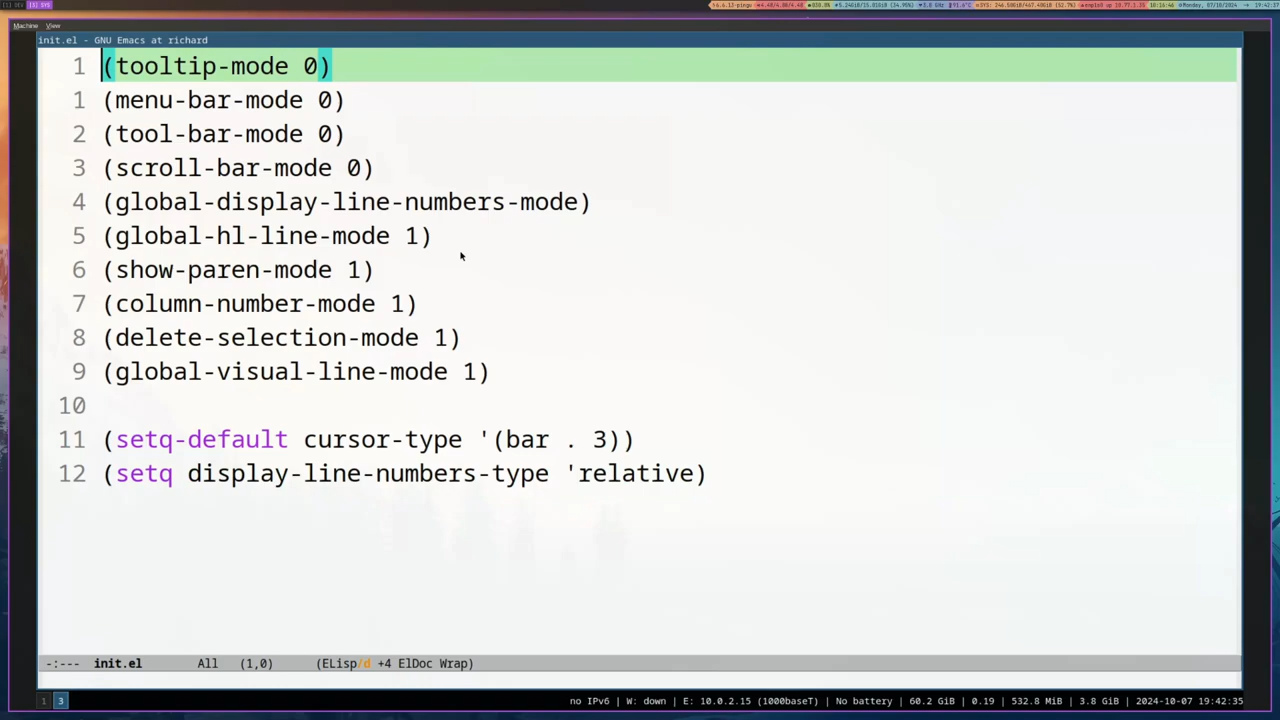 Machine View
init.el - GNU Emacs at richard
1 (tooltip-mode 0)
1 (menu-bar-mode 0)
2 (tool-bar-mode 0)
3 (scroll-bar-mode 0)
4 (global-display-line-numbers-mode)
5 (global-hl-line-mode 1)
6 (show-paren-mode 1)
7 (column-number-mode 1)
8 (delete-selection-mode 1)
9 (global-visual-line-mode 1)
10
11 (setq-default cursor-type '(bar . 3))
12 (setq display-line-numbers-type 'relative)
-:--- init.el All (1,0) (ELisp/d +4 ElDoc Wrap)
1 3 no IPv6 | W: down | E: 10.0.2.15 (1000baseT) | No battery | 60.2 GiB | 0.19 | 532.8 MiB | 3.8 GiB | 2024-10-07 19:42:35